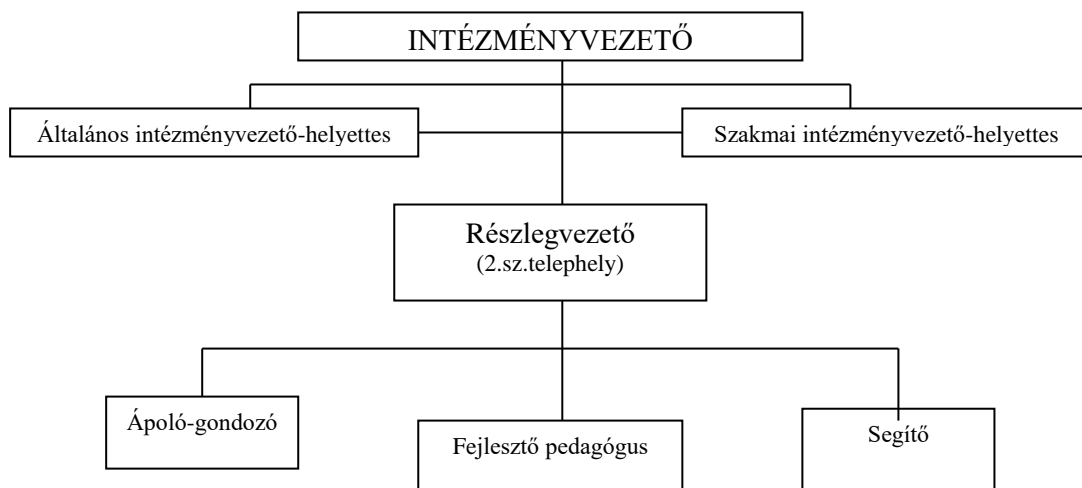 INTÉZMÉNYVEZETŐ
Általános intézményvezető-helyettes
Szakmai intézményvezető-helyettes
Részlegvezető
(2.sz.telephely)
Ápoló-gondozó
Fejlesztő pedagógus
Segítő